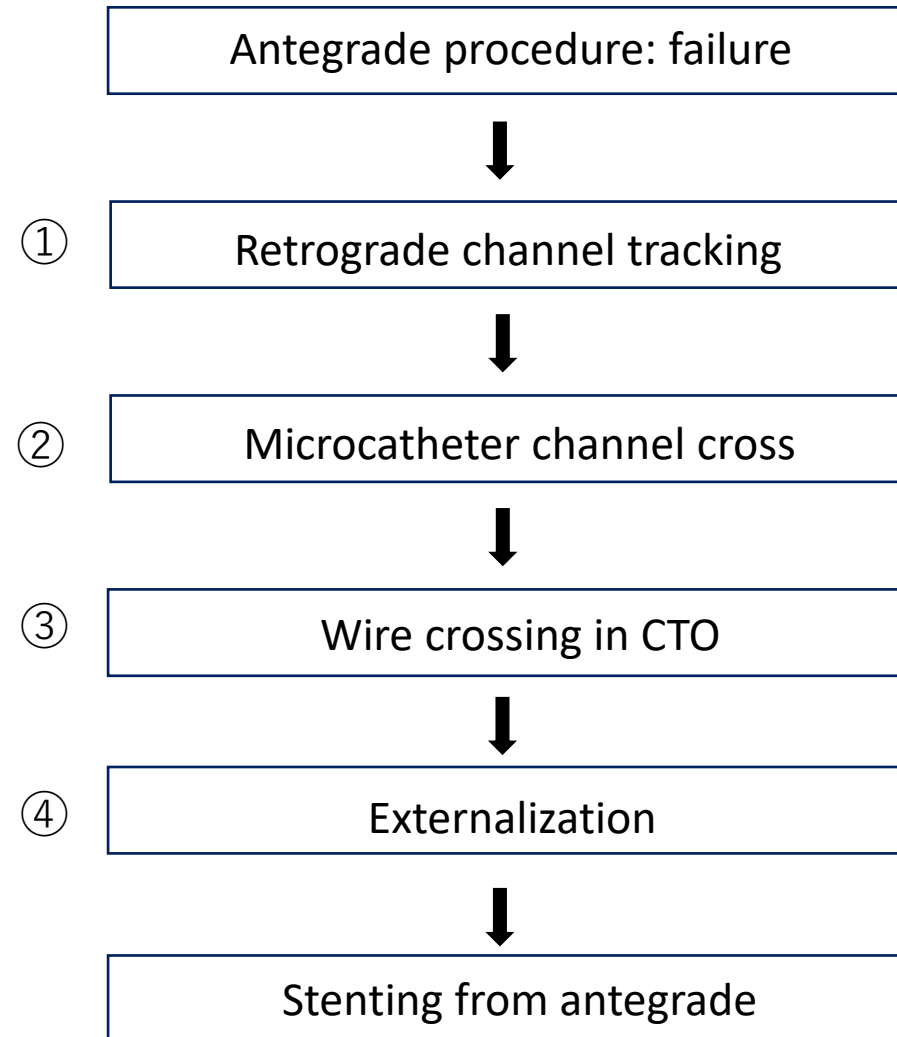 Antegrade procedure: failure
① Retrograde channel tracking
② Microcatheter channel cross
③ Wire crossing in CTO
④ Externalization
Stenting from antegrade